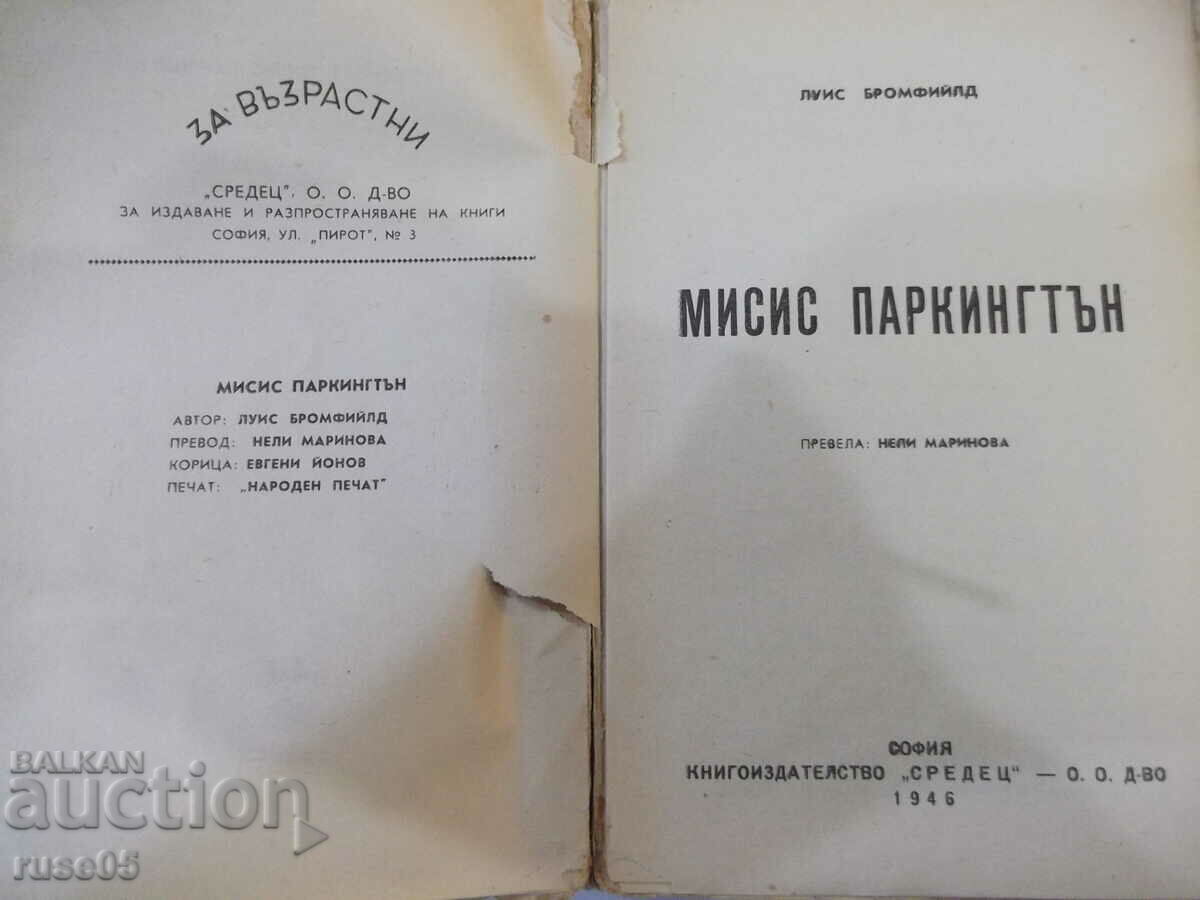 ЗА ВЪЗРАСТНИ
„СРЕДЕЦ", О. О. Д-ВО
ЗА ИЗДАВАНЕ И РАЗПРОСТРАНЯВАНЕ НА КНИГИ
СОФИЯ, УЛ. „ПИРОТ", № 3
МИСИС ПАРКИНГТЪН
АВТОР: ЛУИС БРОМФИЙЛД
ПРЕВОД: НЕЛИ МАРИНОВА
КОРИЦА: ЕВГЕНИ ЙОНОВ
ПЕЧАТ: „НАРОДЕН ПЕЧАТ"
ЛУИС БРОМФИЙЛД
МИСИС ПАРКИНГТЪН
ПРЕВЕЛА: НЕЛИ МАРИНОВА
СОФИЯ
КНИГОИЗДАТЕЛСТВО „СРЕДЕЦ" — О. О. Д-ВО
1946
BALKAN
auction
ruse05